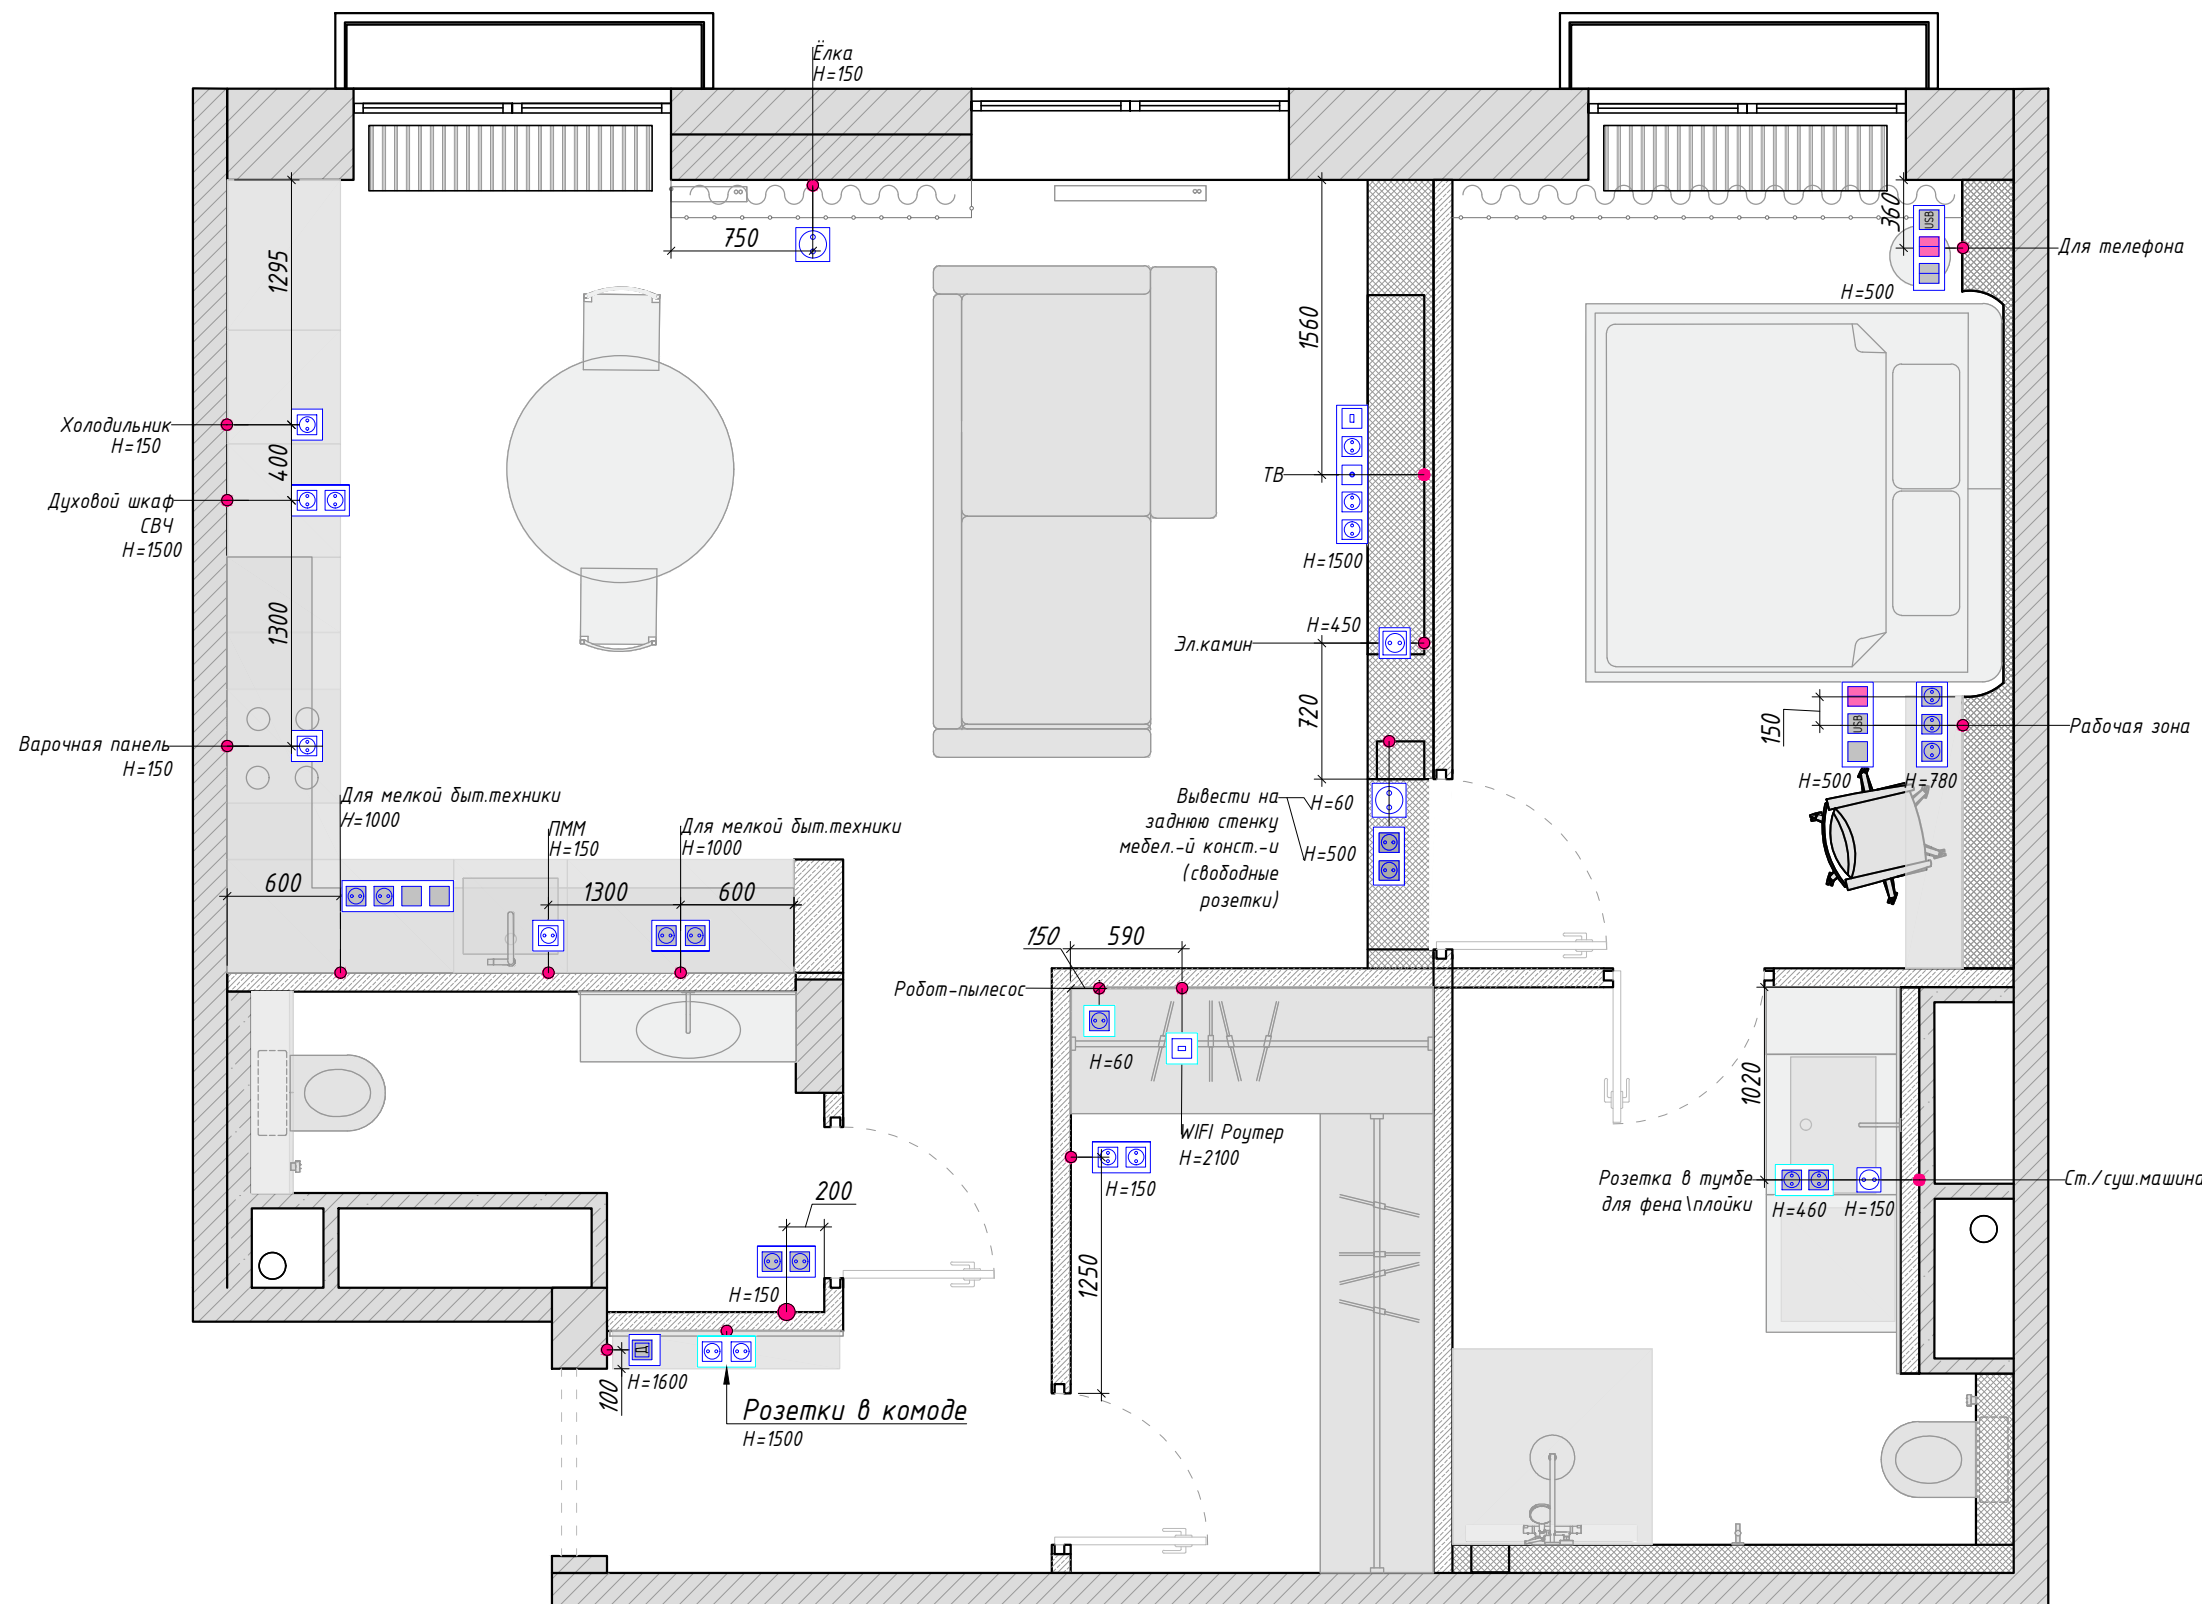 Ёлка
H=150
750
360
USB
Для телефона
H=500
1295
1560
Холодильник
H=150
400
Духовой шкаф
СВЧ
H=1500
ТВ
H=1500
1300
H=450
Эл.камин
720
150
USB
Рабочая зона
H=500
H=780
Варочная панель
H=150
Для мелкой быт.техники
H=1000
ПММ
H=150
Для мелкой быт.техники
H=1000
Вывести на
заднюю стенку
мебел.-й конст.-и
(свободные
розетки)
H=60
H=500
600
1300
600
150
590
Робот-пылесос
H=60
WIFI Роутер
H=2100
H=150
1020
Розетка в тумбе
для фена\плойки
H=460
H=150
Ст./суш.машина
200
H=150
1250
100
H=1600
Розетки в комоде
H=1500